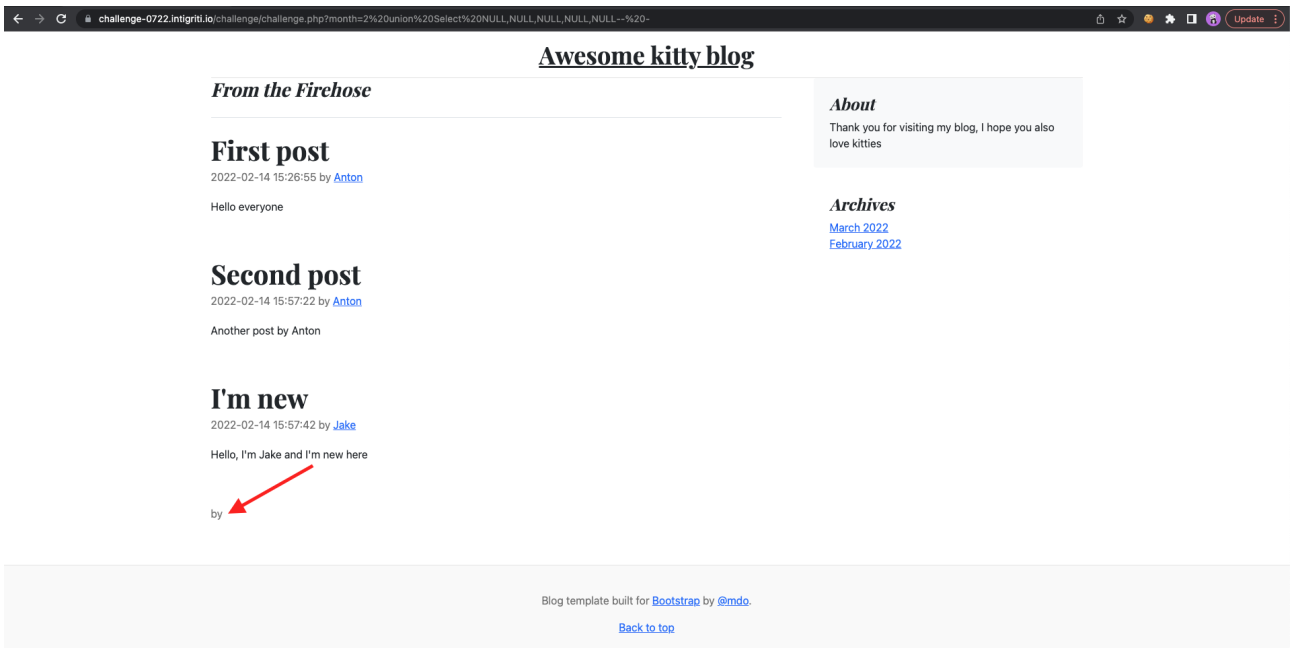 challenge-0722.intigriti.io/challenge/challenge.php?month=2%20union%20Select%20NULL,NULL,NULL,NULL,NULL--%20-
Update
Awesome kitty blog
From the Firehose
First post
2022-02-14 15:26:55 by Anton
Hello everyone
Second post
2022-02-14 15:57:22 by Anton
Another post by Anton
I'm new
2022-02-14 15:57:42 by Jake
Hello, I'm Jake and I'm new here
by
About
Thank you for visiting my blog, I hope you also
love kitties
Archives
March 2022
February 2022
Blog template built for Bootstrap by @mdo.
Back to top